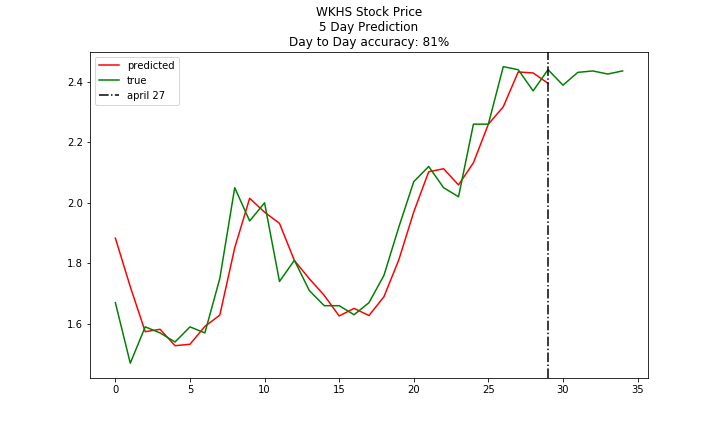 WKHS Stock Price
5 Day Prediction
Day to Day accuracy: 81%
predicted
true
april 27
2.4
2.2
2.0
1.8
1.6
0 5 10 15 20 25 30 35